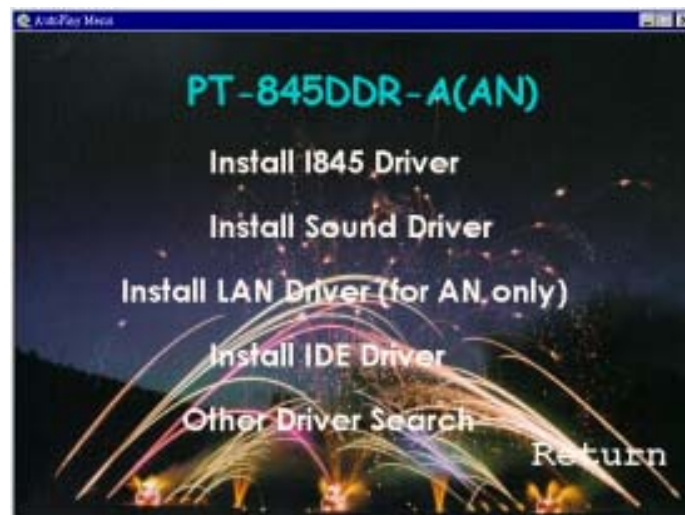 AutoPlay Menu
PT-845DDR-A(AN)
Install I845 Driver
Install Sound Driver
Install LAN Driver (for AN only)
Install IDE Driver
Other Driver Search
Return